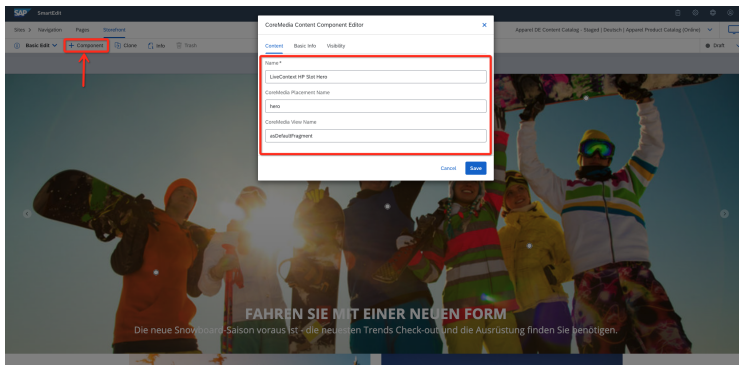 SAP SmartEdit
Sites > Navigation Pages Storefront
Apparel DE Content Catalog - Staged | Deutsch | Apparel Product Catalog (Online)
Basic Edit + Component Clone Info Trash
Draft
CoreMedia Content Component Editor ×
Content Basic Info Visibility
Name*
LiveContext HP Slot Hero
CoreMedia Placement Name
hero
CoreMedia View Name
asDefaultFragment
Cancel Save
FAHREN SIE MIT EINER NEUEN FORM
Die neue Snowboard-Saison voraus ist - die neuesten Trends Check-out und die Ausrüstung finden Sie benötigen.